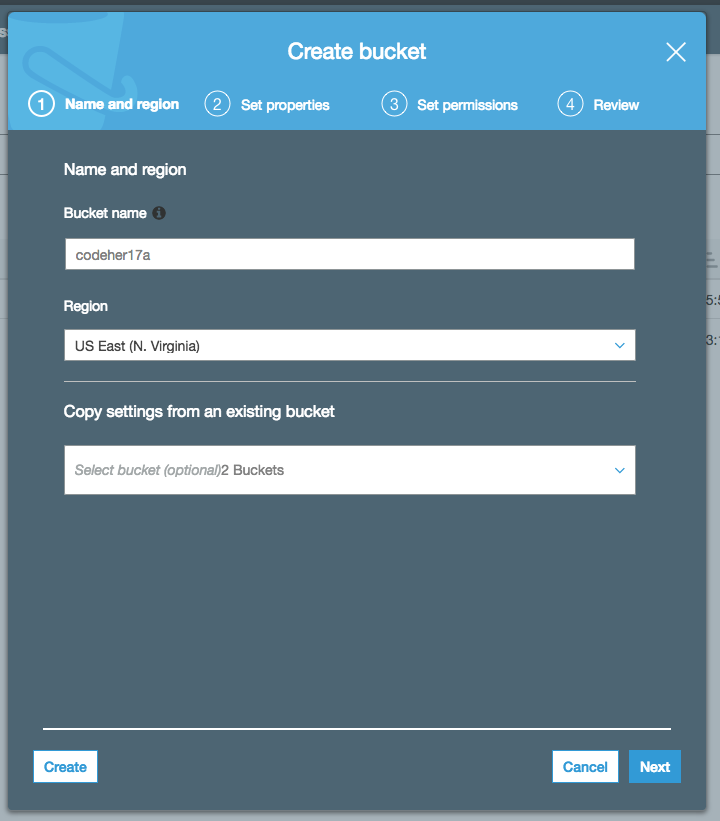 Create bucket
1 Name and region 2 Set properties 3 Set permissions 4 Review
Name and region
Bucket name
codeher17a
Region
US East (N. Virginia)
Copy settings from an existing bucket
Select bucket (optional)2 Buckets
Create Cancel Next